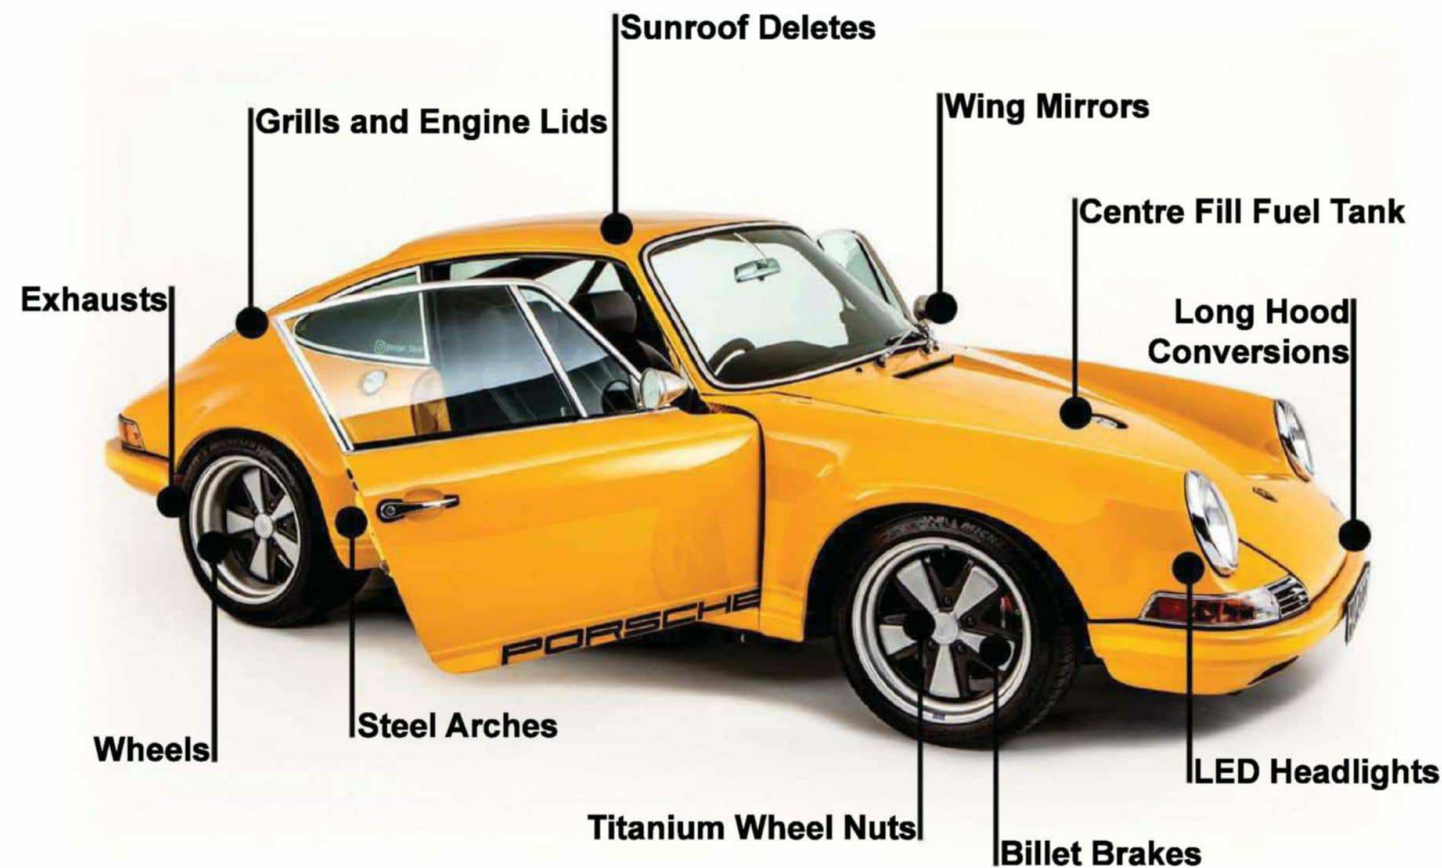 Sunroof Deletes
Wing Mirrors
Grills and Engine Lids
Centre Fill Fuel Tank
Exhausts
Long Hood
Conversions
PORSCHE
Steel Arches
Wheels
LED Headlights
Titanium Wheel Nuts
Billet Brakes